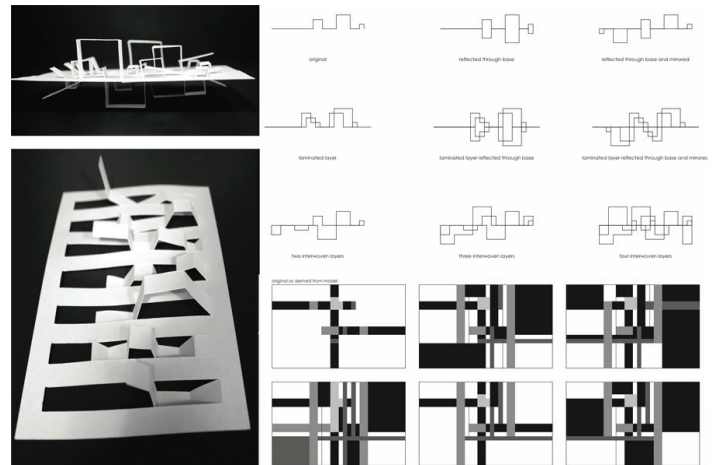 original
reflected through base
reflected through base and mirrored
laminated layer
laminated layer reflected through base
laminated layer reflected through base and mirrored
two interwoven layers
three interwoven layers
four interwoven layers
original as derived from model